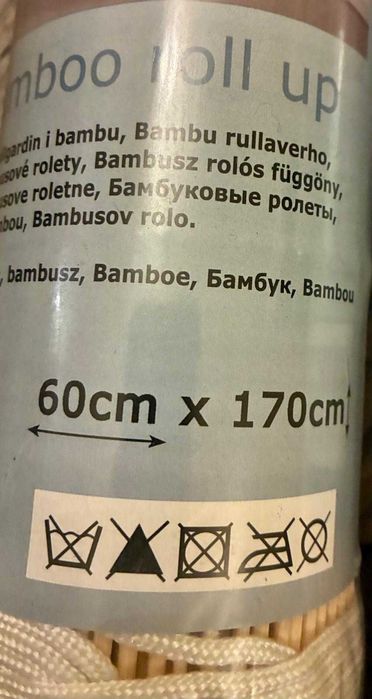 mboo roll up
gardin i bambu, Bambu rullaverho,
usové rolety, Bambusz rolós függöny,
usove roletne, Бамбуковые ролеты,
bou, Bambusov rolo.
, bambusz, Bamboe, Бамбук, Bambou
60cm x 170cm